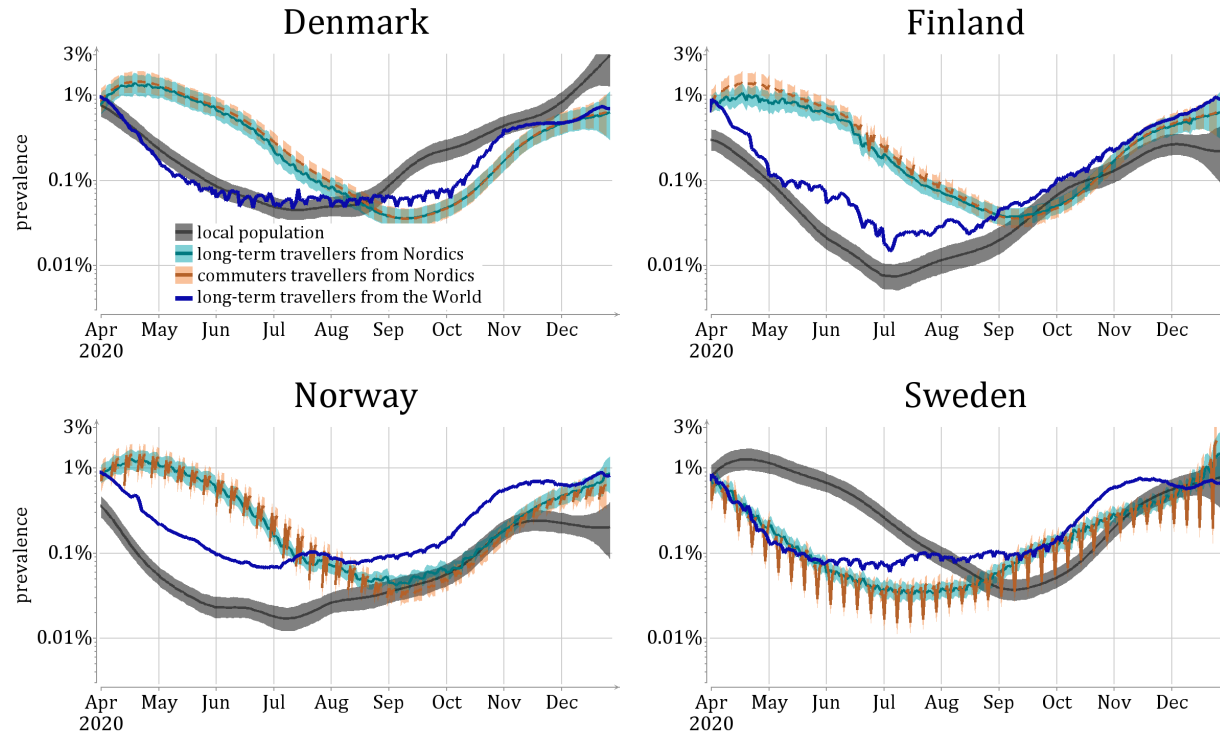 Denmark
3%
1%
0.1%
0.01%
prevalence
local population
long-term travellers from Nordics
commuters travellers from Nordics
long-term travellers from the World
Apr May Jun Jul Aug Sep Oct Nov Dec
2020
Finland
3%
1%
0.1%
0.01%
Apr May Jun Jul Aug Sep Oct Nov Dec
2020
Norway
3%
1%
0.1%
0.01%
prevalence
Apr May Jun Jul Aug Sep Oct Nov Dec
2020
Sweden
3%
1%
0.1%
0.01%
Apr May Jun Jul Aug Sep Oct Nov Dec
2020